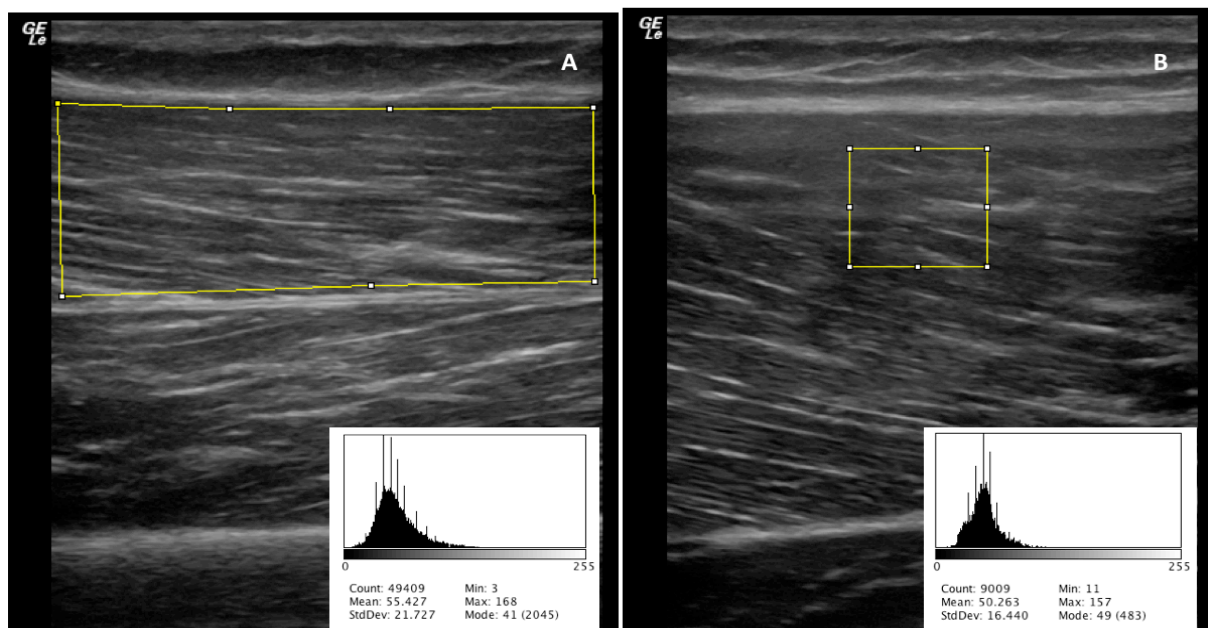 GE
Le
A
0
255
Count: 49409
Mean: 55.427
StdDev: 21.727
Min: 3
Max: 168
Mode: 41 (2045)
GE
Le
B
0
255
Count: 9009
Mean: 50.263
StdDev: 16.440
Min: 11
Max: 157
Mode: 49 (483)